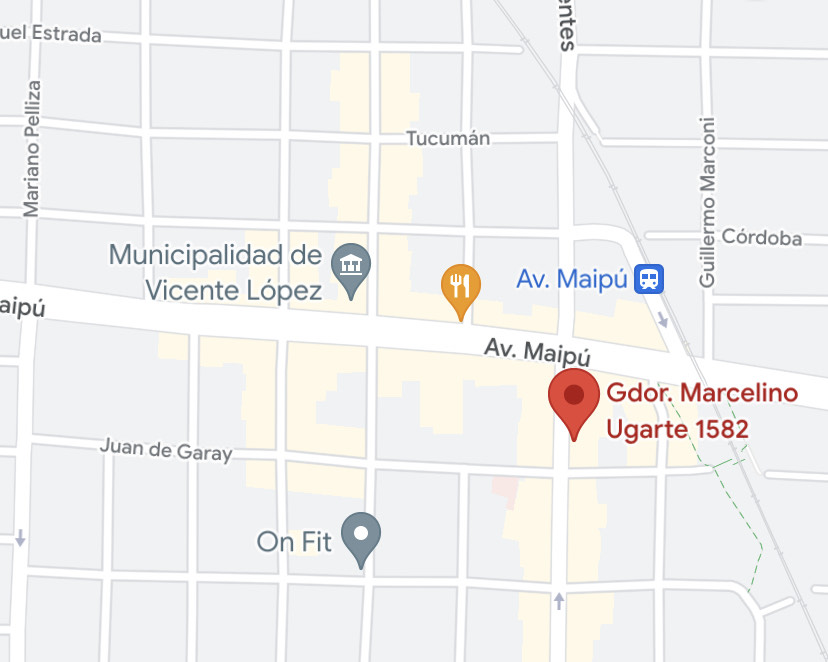 uel Estrada
entes
Mariano Pelliza
Tucumán
Guillermo Marconi
Córdoba
Municipalidad de
Vicente López
Av. Maipú
aipú
Av. Maipú
Gdor. Marcelino
Ugarte 1582
Juan de Garay
On Fit